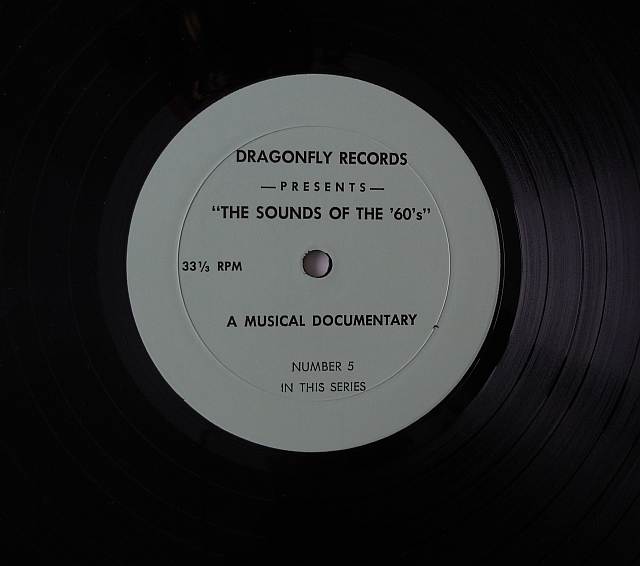 DRAGONFLY RECORDS
—PRESENTS—
“THE SOUNDS OF THE ’60’s”
33⅓ RPM
A MUSICAL DOCUMENTARY
NUMBER 5
IN THIS SERIES